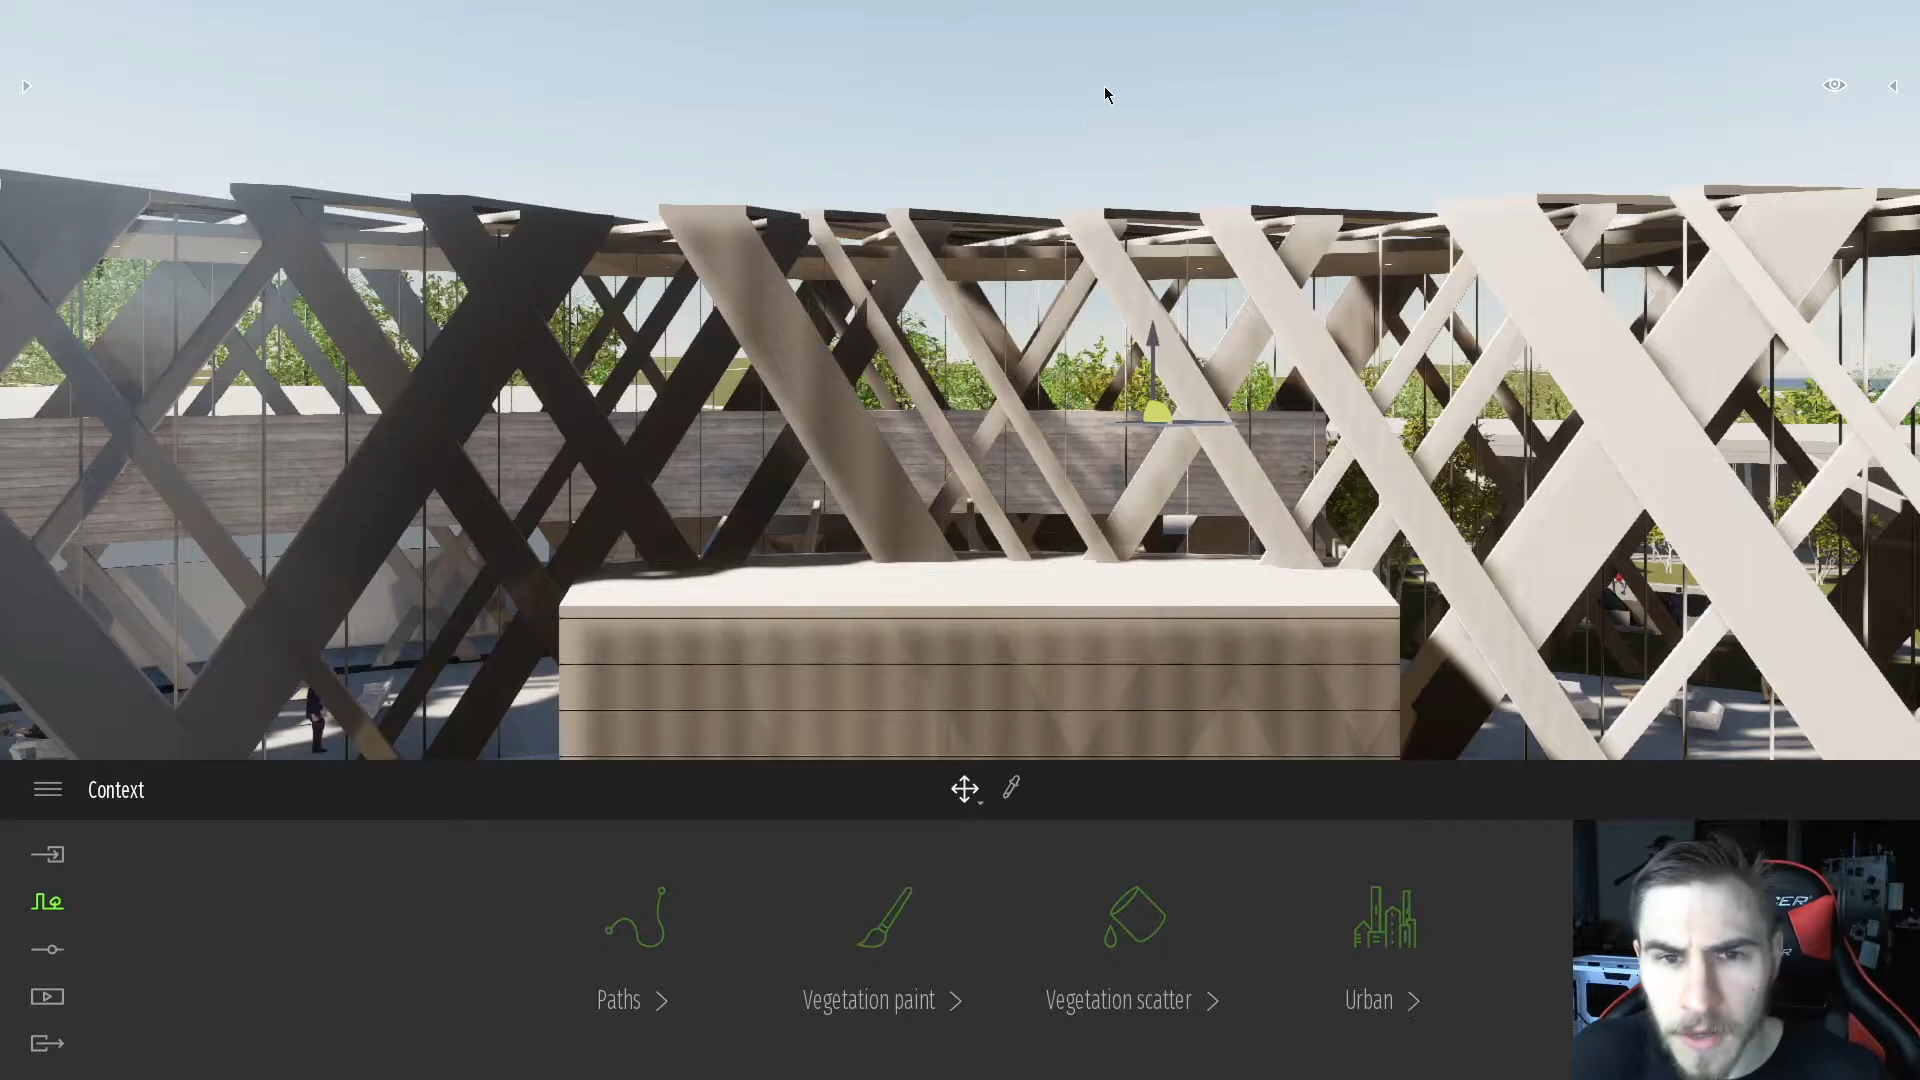 Context
Paths
Vegetation paint
Vegetation scatter
Urban